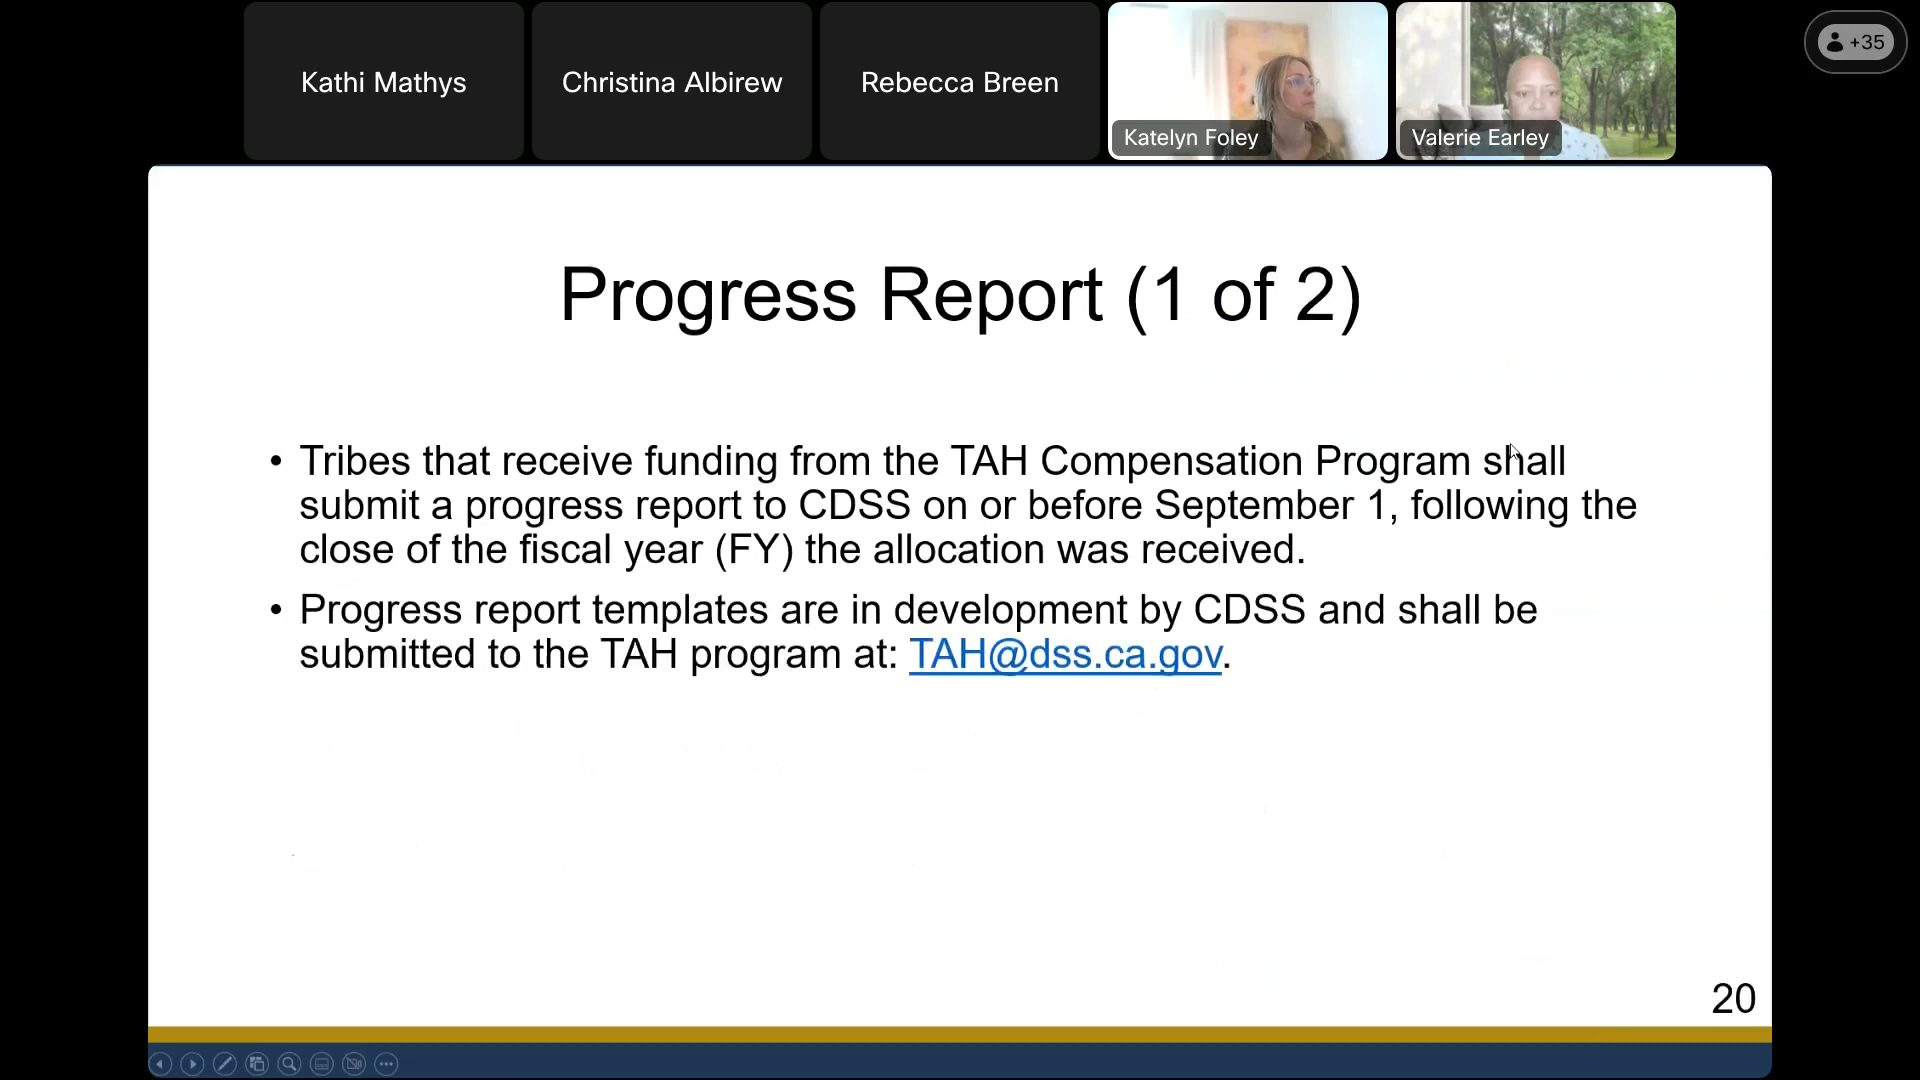 Kathi Mathys
Christina Albirew
Rebecca Breen
Katelyn Foley
Valerie Earley
+35
Progress Report (1 of 2)
• Tribes that receive funding from the TAH Compensation Program shall
submit a progress report to CDSS on or before September 1, following the
close of the fiscal year (FY) the allocation was received.
• Progress report templates are in development by CDSS and shall be
submitted to the TAH program at: TAH@dss.ca.gov.
20